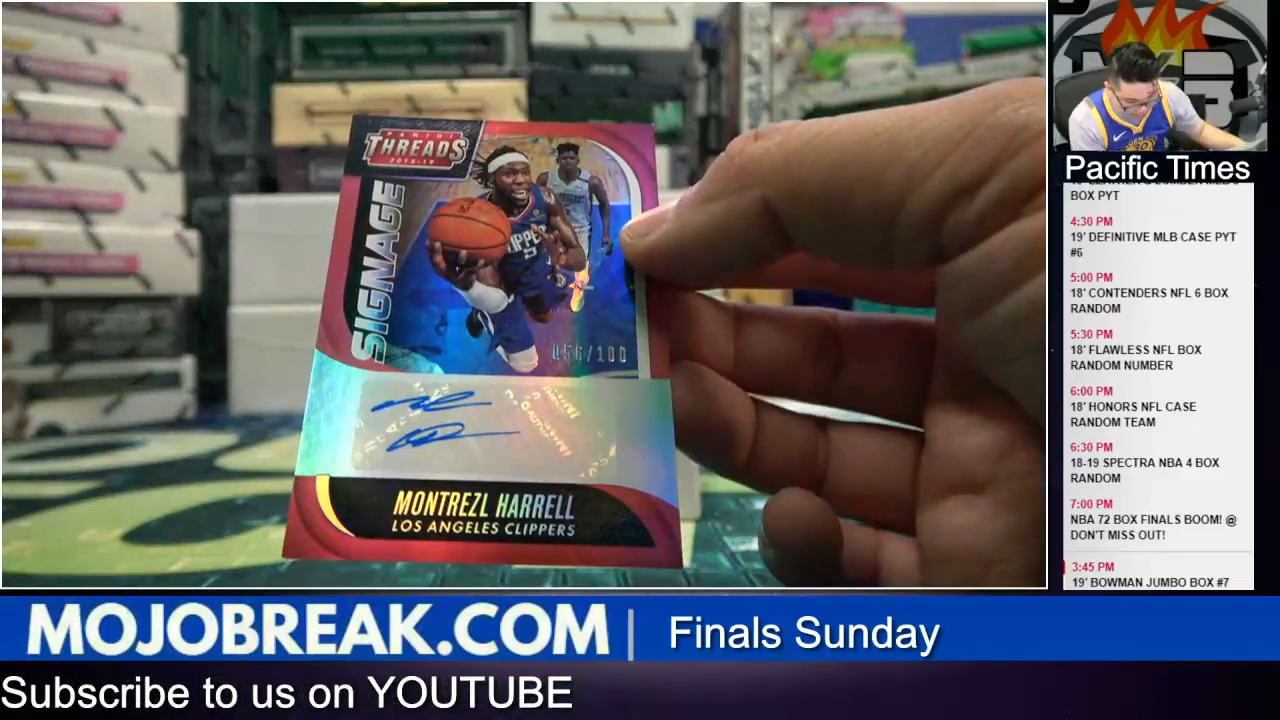 PANINI
THREADS
2018-19
SIGNAGE
CLIPPERS
056/100
MONTREZL HARRELL
LOS ANGELES CLIPPERS
Pacific Times
BOX PYT
4:30 PM
19' DEFINITIVE MLB CASE PYT
#6
5:00 PM
18' CONTENDERS NFL 6 BOX
RANDOM
5:30 PM
18' FLAWLESS NFL BOX
RANDOM NUMBER
6:00 PM
18' HONORS NFL CASE
RANDOM TEAM
6:30 PM
18-19 SPECTRA NBA 4 BOX
RANDOM
7:00 PM
NBA 72 BOX FINALS BOOM! @
DON'T MISS OUT!
3:45 PM
19' BOWMAN JUMBO BOX #7
MOJOBREAK.COM | Finals Sunday
Subscribe to us on YOUTUBE